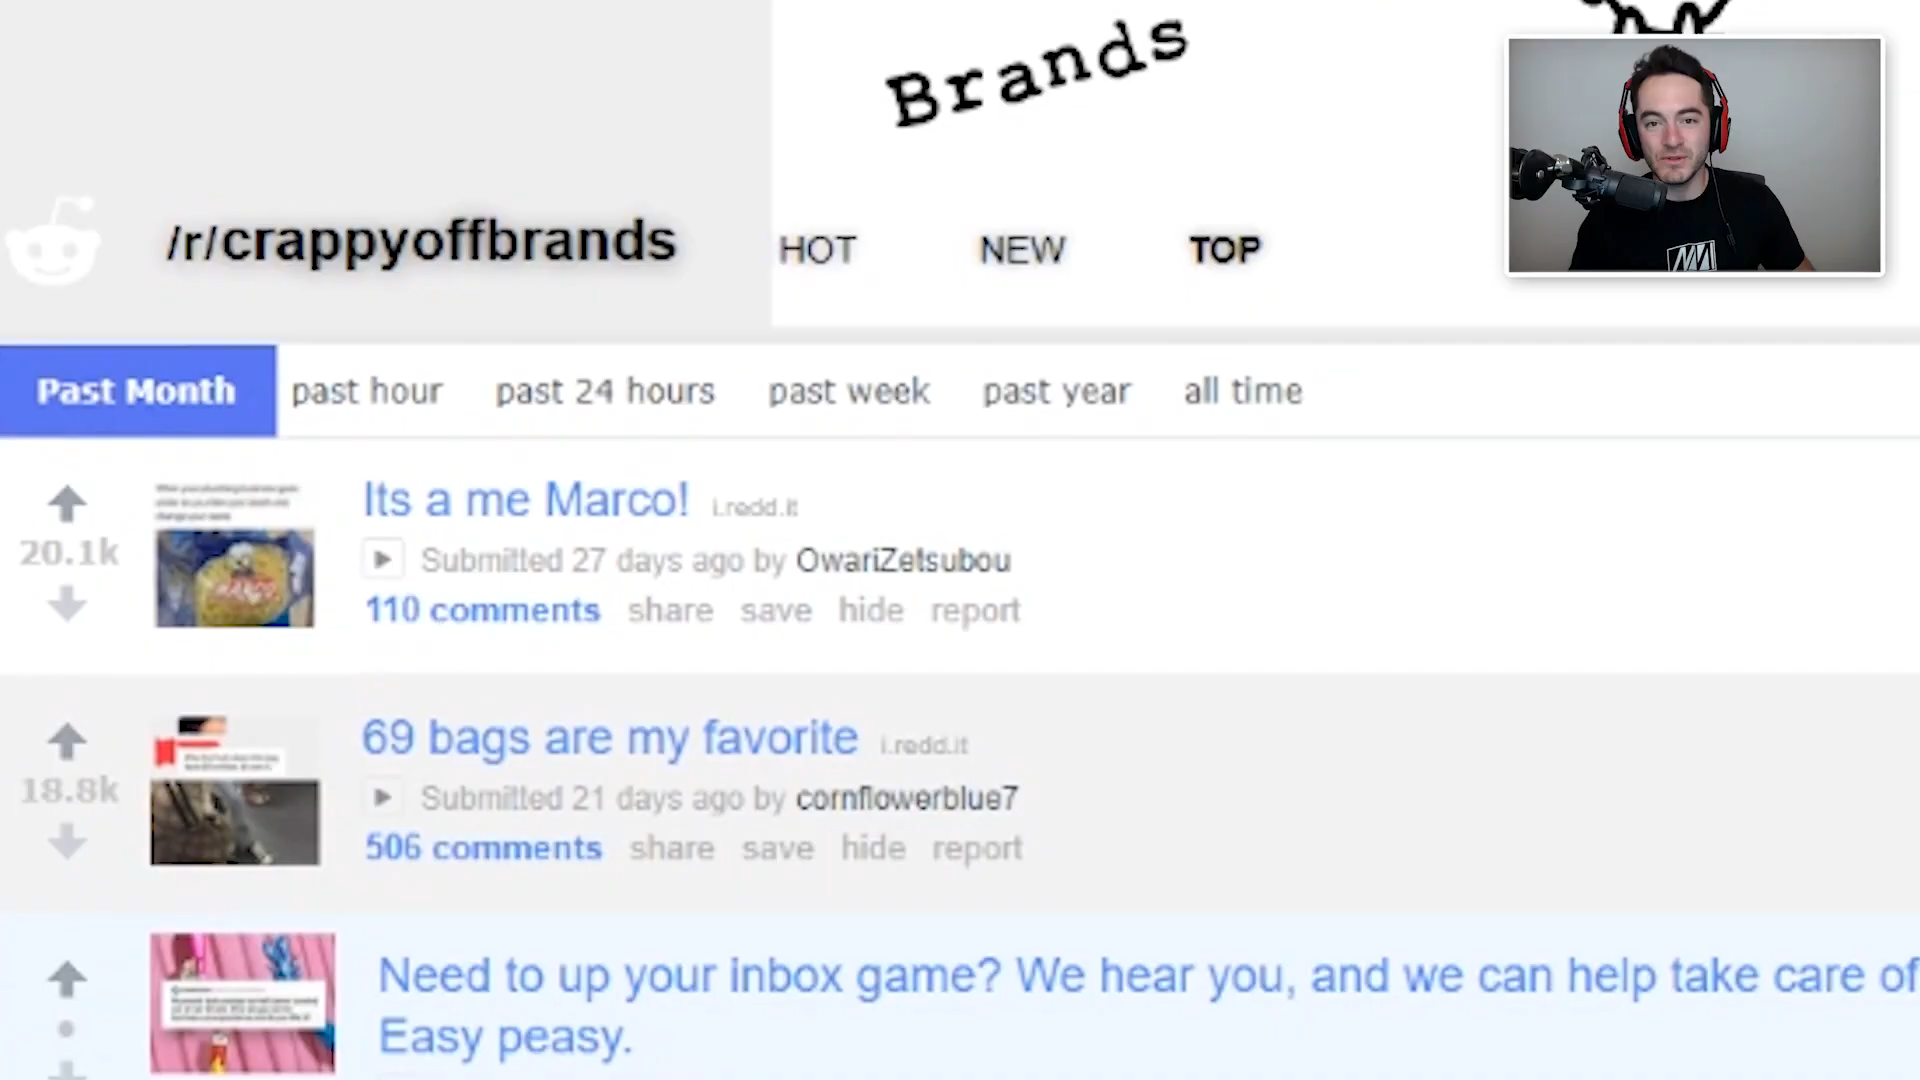 Brands
/r/crappyoffbrands
HOT NEW TOP
Past Month past hour past 24 hours past week past year all time
Its a me Marco! i.redd.it
20.1k
Submitted 27 days ago by OwariZetsubou
110 comments share save hide report
69 bags are my favorite i.redd.it
18.8k
Submitted 21 days ago by cornflowerblue7
506 comments share save hide report
Need to up your inbox game? We hear you, and we can help take care of
Easy peasy.